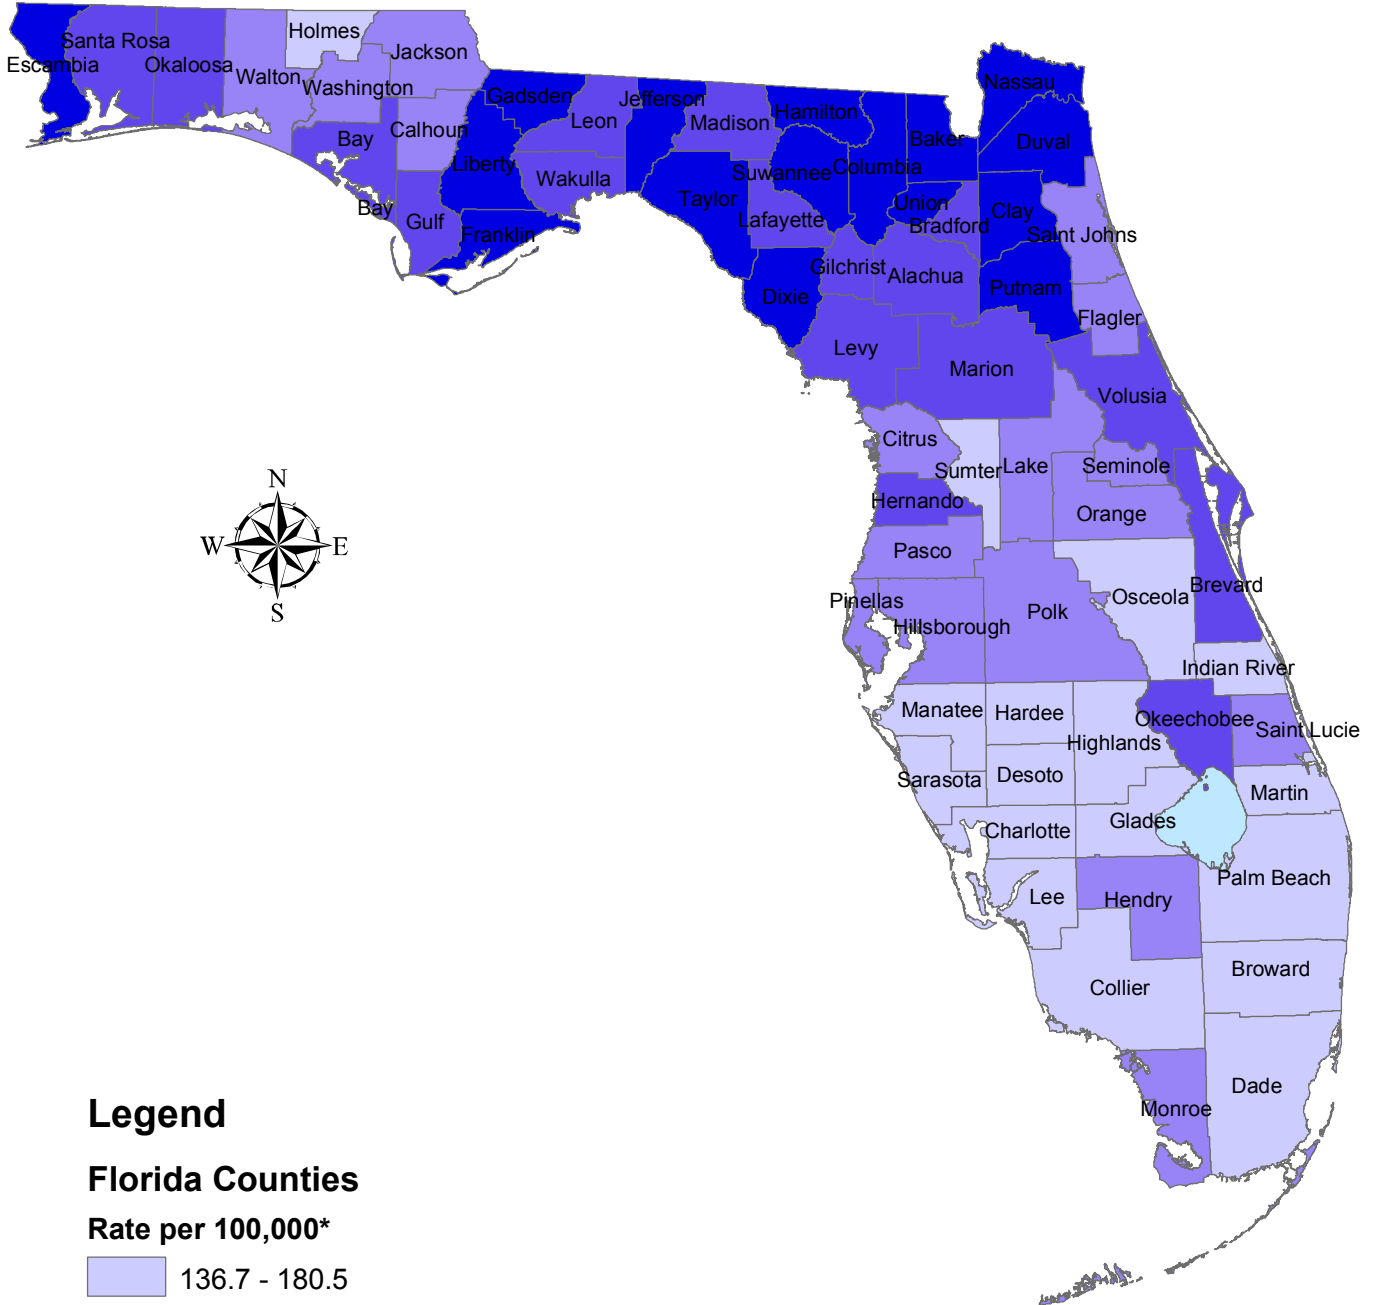 Holmes
Santa Rosa
Jackson
Escambia
Okaloosa
Walton
Washington
Gadsden
Jefferson
Nassau
Hamilton
Leon
Madison
Bay
Calhoun
Baker
Duval
Liberty
Suwannee
Columbia
Wakulla
Taylor
Union
Bay
Gulf
Lafayette
Clay
Bradford
Franklin
Saint Johns
Gilchrist
Alachua
Dixie
Putnam
Flagler
Levy
Marion
Volusia
Citrus
Sumter
Lake
Seminole
Hernando
Orange
N
W
E
S
Pasco
Brevard
Pinellas
Osceola
Polk
Hillsborough
Indian River
Manatee
Hardee
Okeechobee
Saint Lucie
Highlands
Sarasota
Desoto
Martin
Glades
Charlotte
Palm Beach
Lee
Hendry
Broward
Collier
Dade
Monroe
Legend
Florida Counties
Rate per 100,000*
136.7 - 180.5